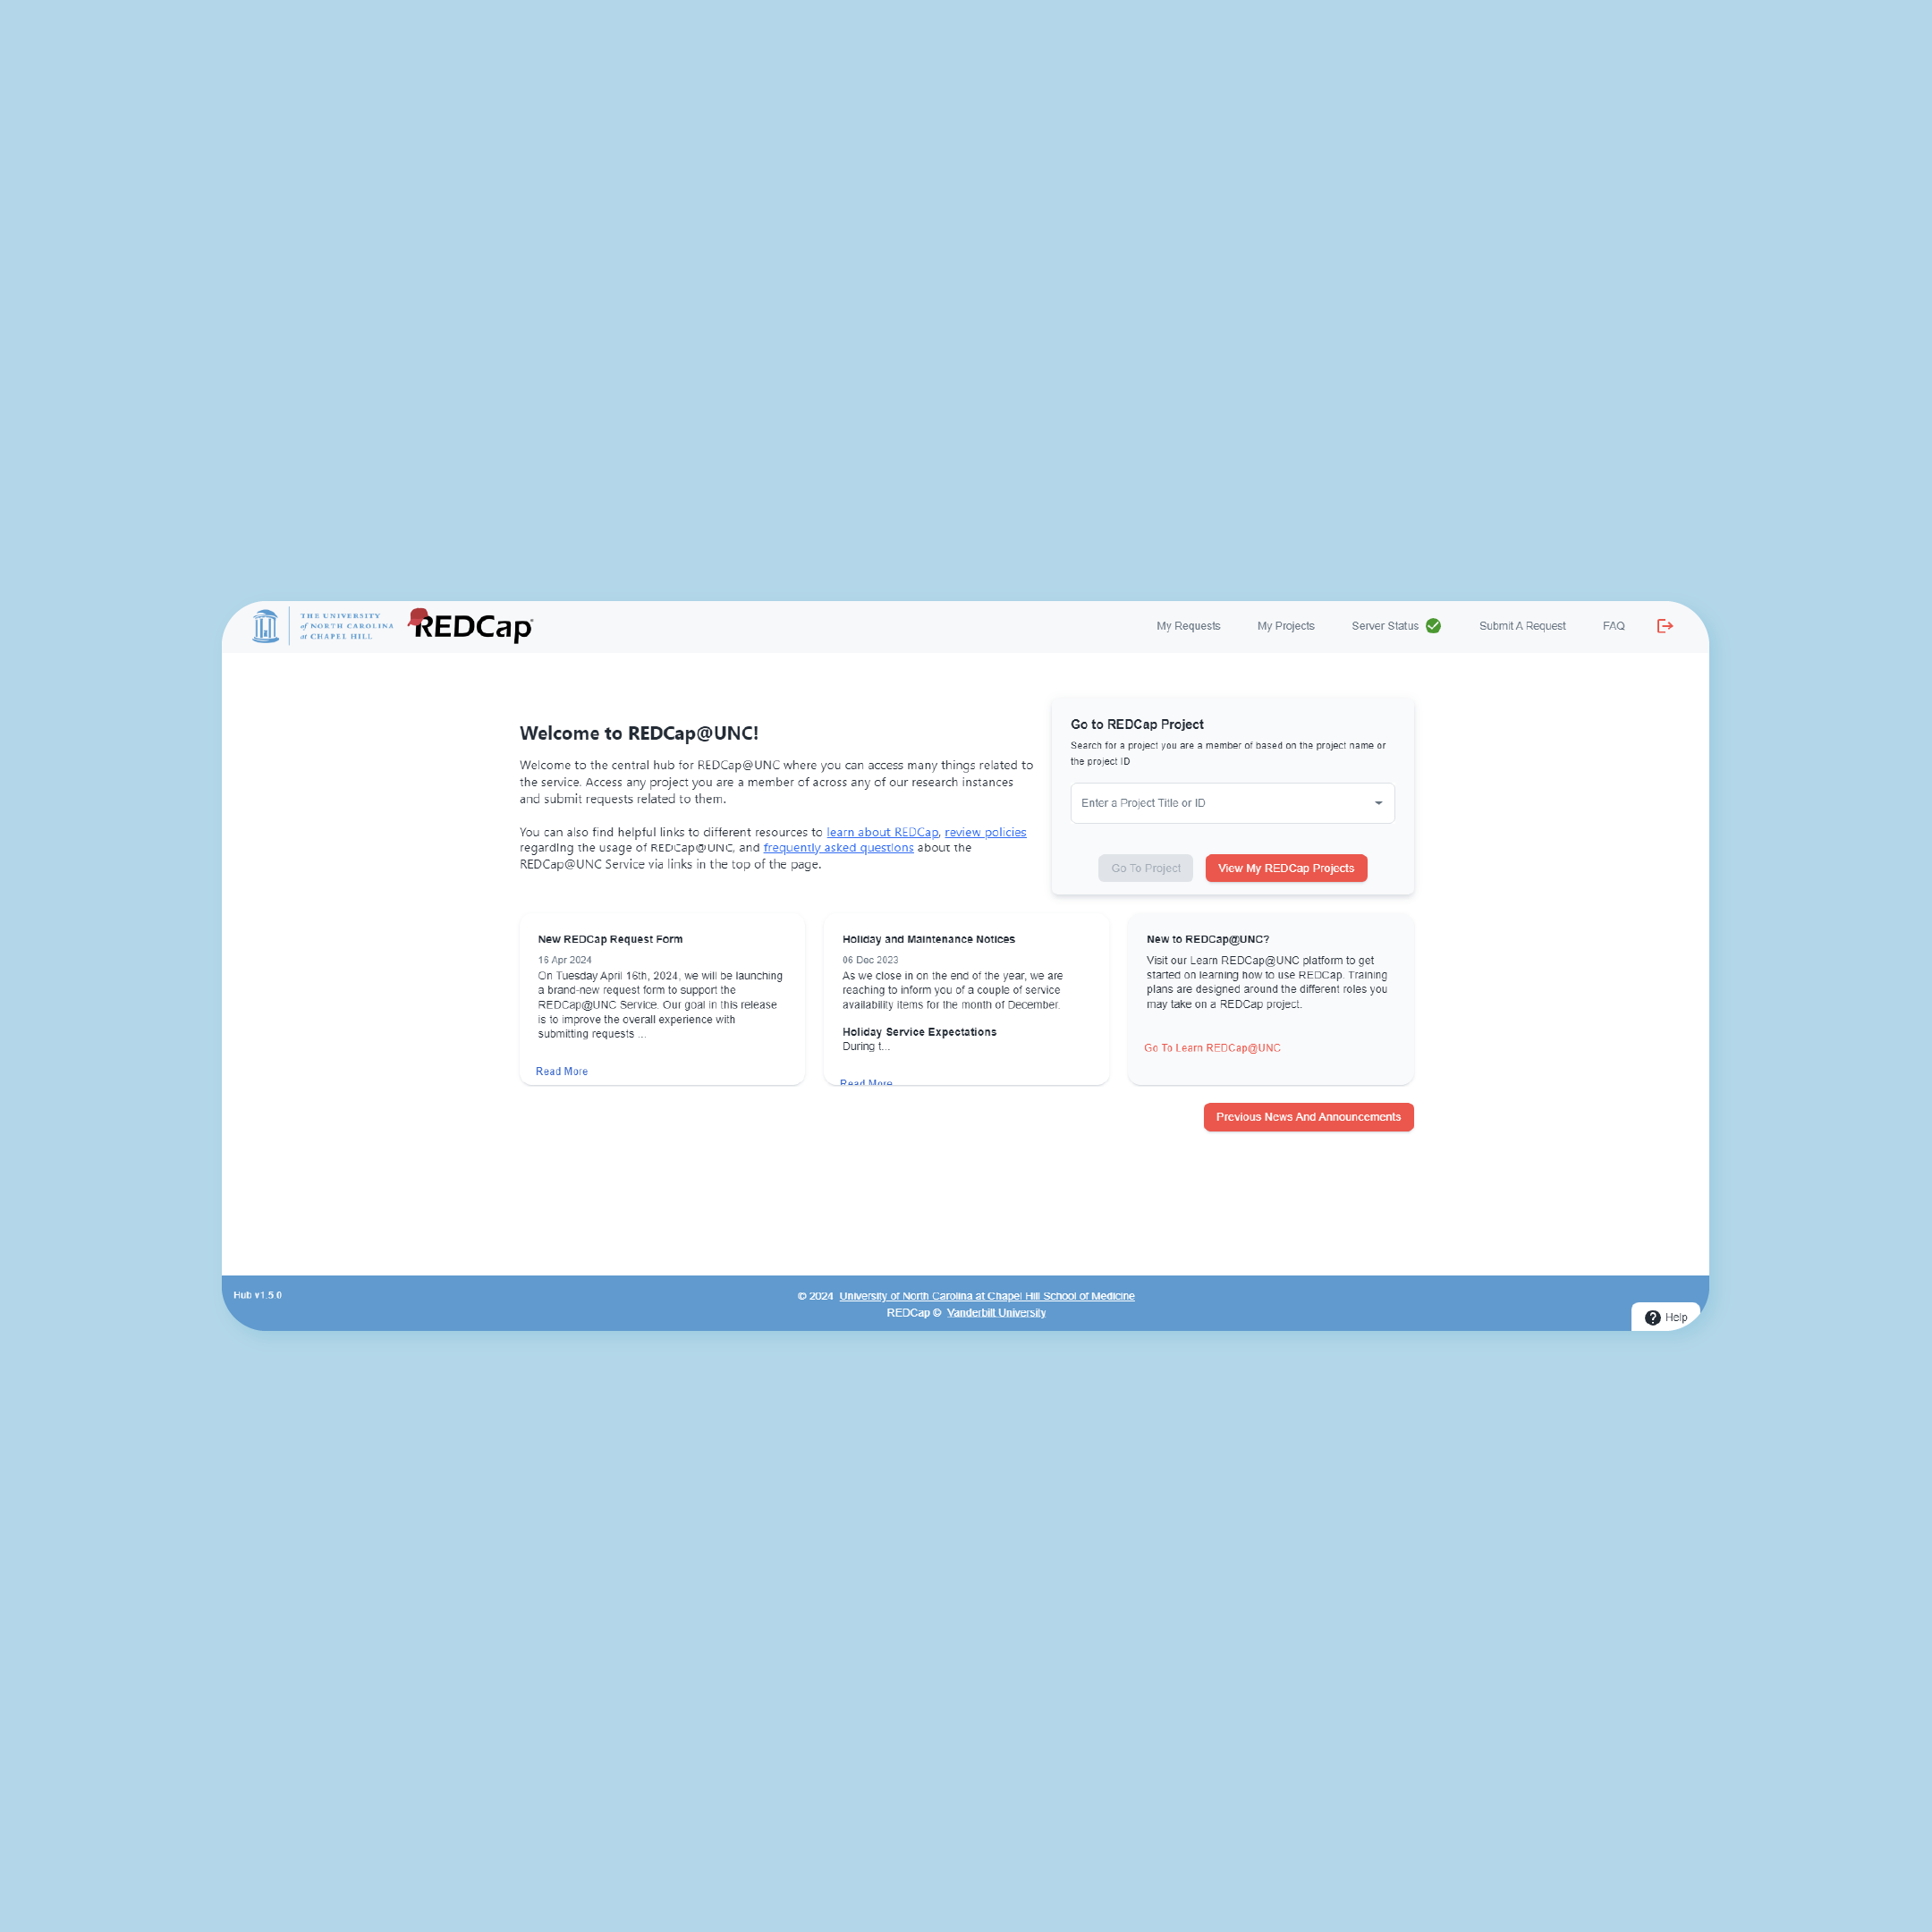 THE UNIVERSITY
of NORTH CAROLINA
at CHAPEL HILL
REDCap®
My Requests
My Projects
Server Status
Submit A Request
FAQ
Welcome to REDCap@UNC!
Welcome to the central hub for REDCap@UNC where you can access many things related to
the service. Access any project you are a member of across any of our research instances
and submit requests related to them.
You can also find helpful links to different resources to learn about REDCap, review policies
regarding the usage of REDCap@UNC, and frequently asked questions about the
REDCap@UNC Service via links in the top of the page.
Go to REDCap Project
Search for a project you are a member of based on the project name or
the project ID
Enter a Project Title or ID
Go To Project
View My REDCap Projects
New REDCap Request Form
16 Apr 2024
On Tuesday April 16th, 2024, we will be launching
a brand-new request form to support the
REDCap@UNC Service. Our goal in this release
is to improve the overall experience with
submitting requests ...
Read More
Holiday and Maintenance Notices
06 Dec 2023
As we close in on the end of the year, we are
reaching to inform you of a couple of service
availability items for the month of December.
Holiday Service Expectations
During t...
Read More
New to REDCap@UNC?
Visit our Learn REDCap@UNC platform to get
started on learning how to use REDCap. Training
plans are designed around the different roles you
may take on a REDCap project.
Go To Learn REDCap@UNC
Previous News And Announcements
Hub v1.5.0
© 2024 University of North Carolina at Chapel Hill School of Medicine
REDCap © Vanderbilt University
Help